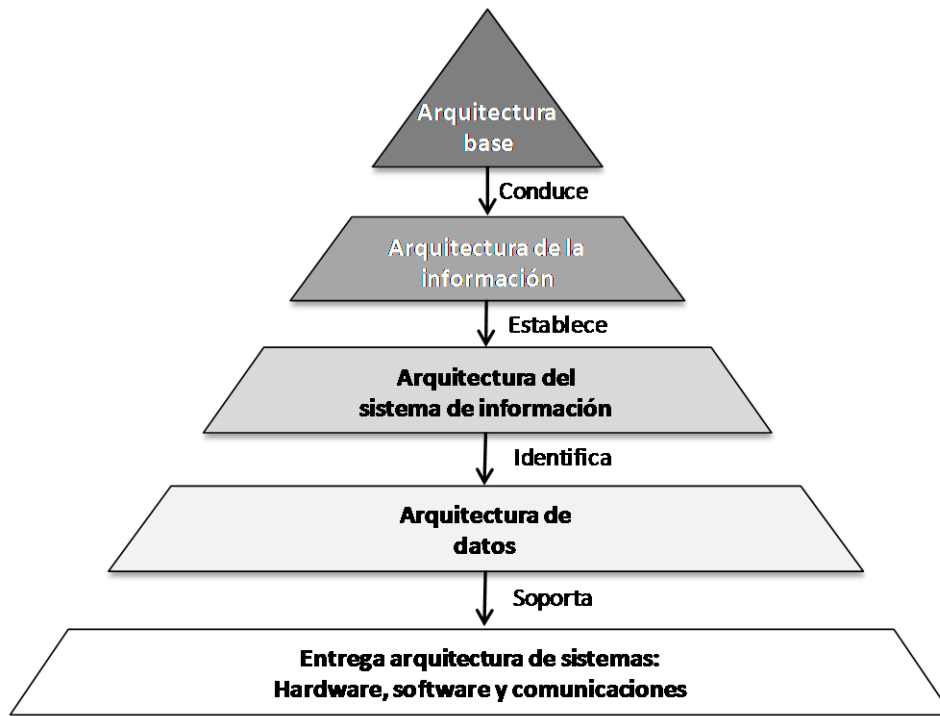 Arquitectura
base
Conduce
Arquitectura de la
información
Establece
Arquitectura del
sistema de información
Identifica
Arquitectura de
datos
Soporta
Entrega arquitectura de sistemas:
Hardware, software y comunicaciones